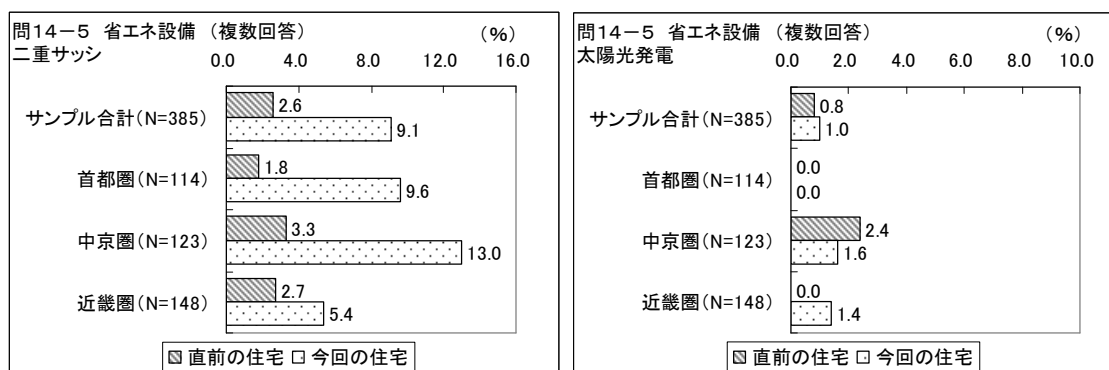 問14-5 省エネ設備 (複数回答) (%)
二重サッシ 0.0 4.0 8.0 12.0 16.0
サンプル合計(N=385) 2.6
9.1
首都圏(N=114) 1.8
9.6
中京圏(N=123) 3.3
13.0
近畿圏(N=148) 2.7
5.4
直前の住宅 今回の住宅
問14-5 省エネ設備 (複数回答) (%)
太陽光発電 0.0 2.0 4.0 6.0 8.0 10.0
サンプル合計(N=385) 0.8
1.0
首都圏(N=114) 0.0
0.0
中京圏(N=123) 2.4
1.6
近畿圏(N=148) 0.0
1.4
直前の住宅 今回の住宅